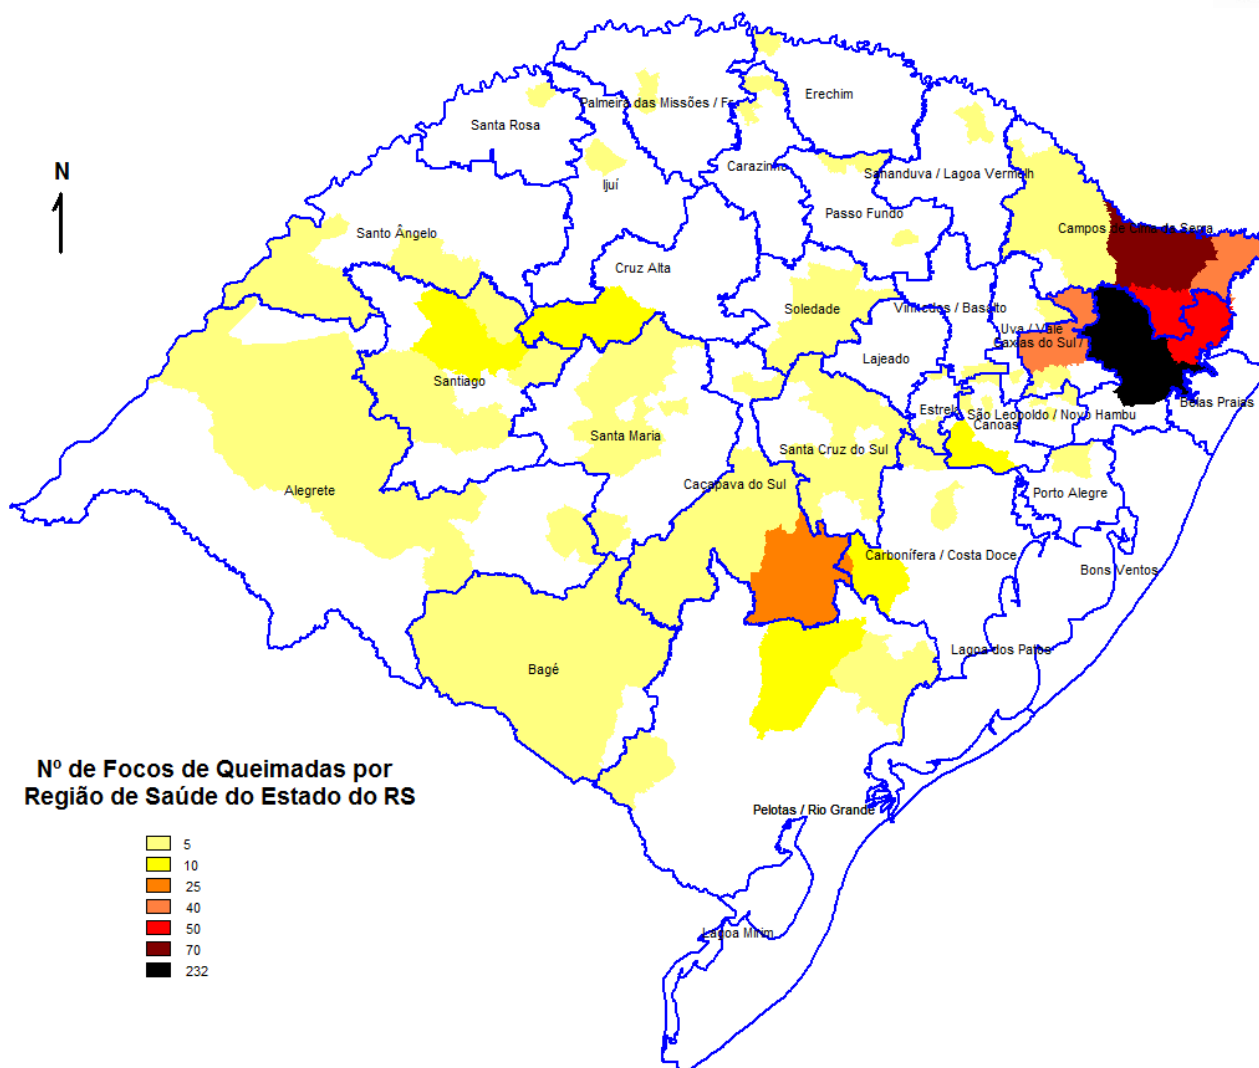 Erechim
Palmeira das Missões / Fr
Santa Rosa
N
Carazinho
Sananduva / Lagoa Vermelh
Ijuí
Passo Fundo
Campos de Cima da Serra
Santo Ângelo
Cruz Alta
Soledade
Vinhedos / Basalto
Uva / Vale
Caxias do Sul /
Lajeado
Santiago
Belas Praias
Estrela
São Leopoldo / Novo Hambu
Canoas
Santa Maria
Santa Cruz do Sul
Caçapava do Sul
Alegrete
Porto Alegre
Carbonífera / Costa Doce
Bons Ventos
Lagoa dos Patos
Bagé
Nº de Focos de Queimadas por
Região de Saúde do Estado do RS
Pelotas / Rio Grande
5
10
25
40
50
70
232
Lagoa Mirim